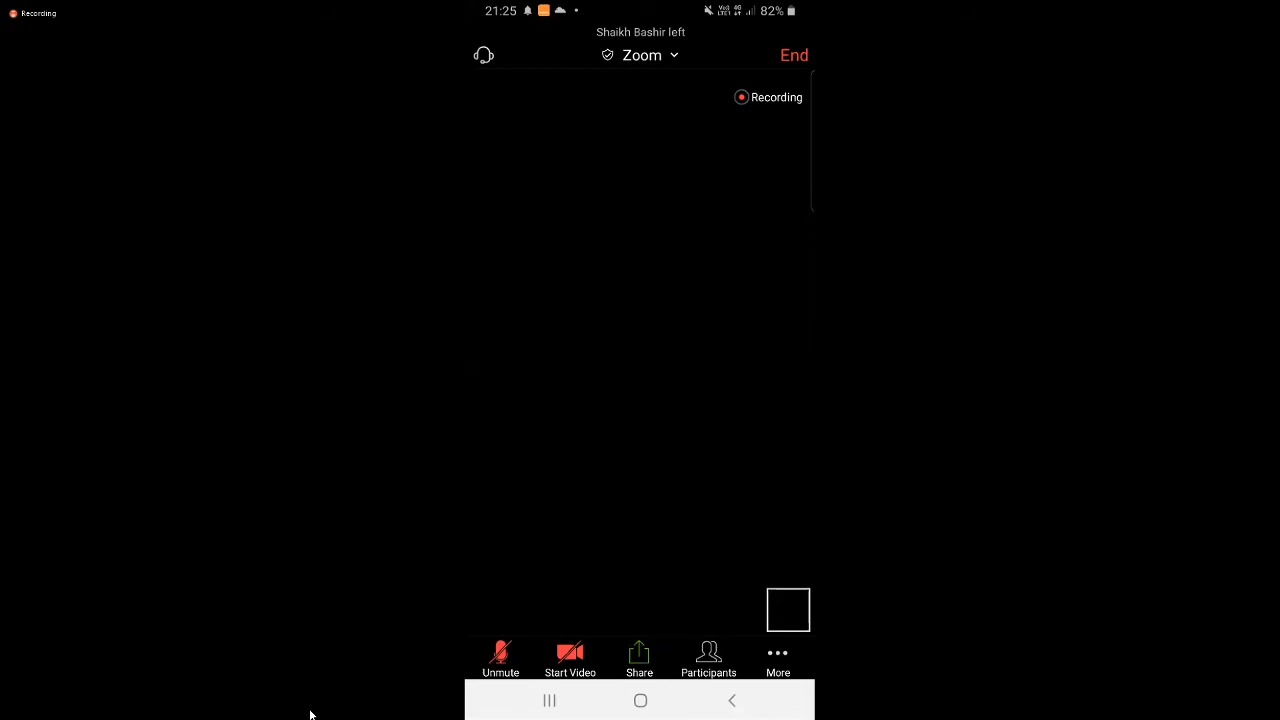 Recording
21:25 82%
Shaikh Bashir left
Zoom End
Recording
Unmute Start Video Share Participants More